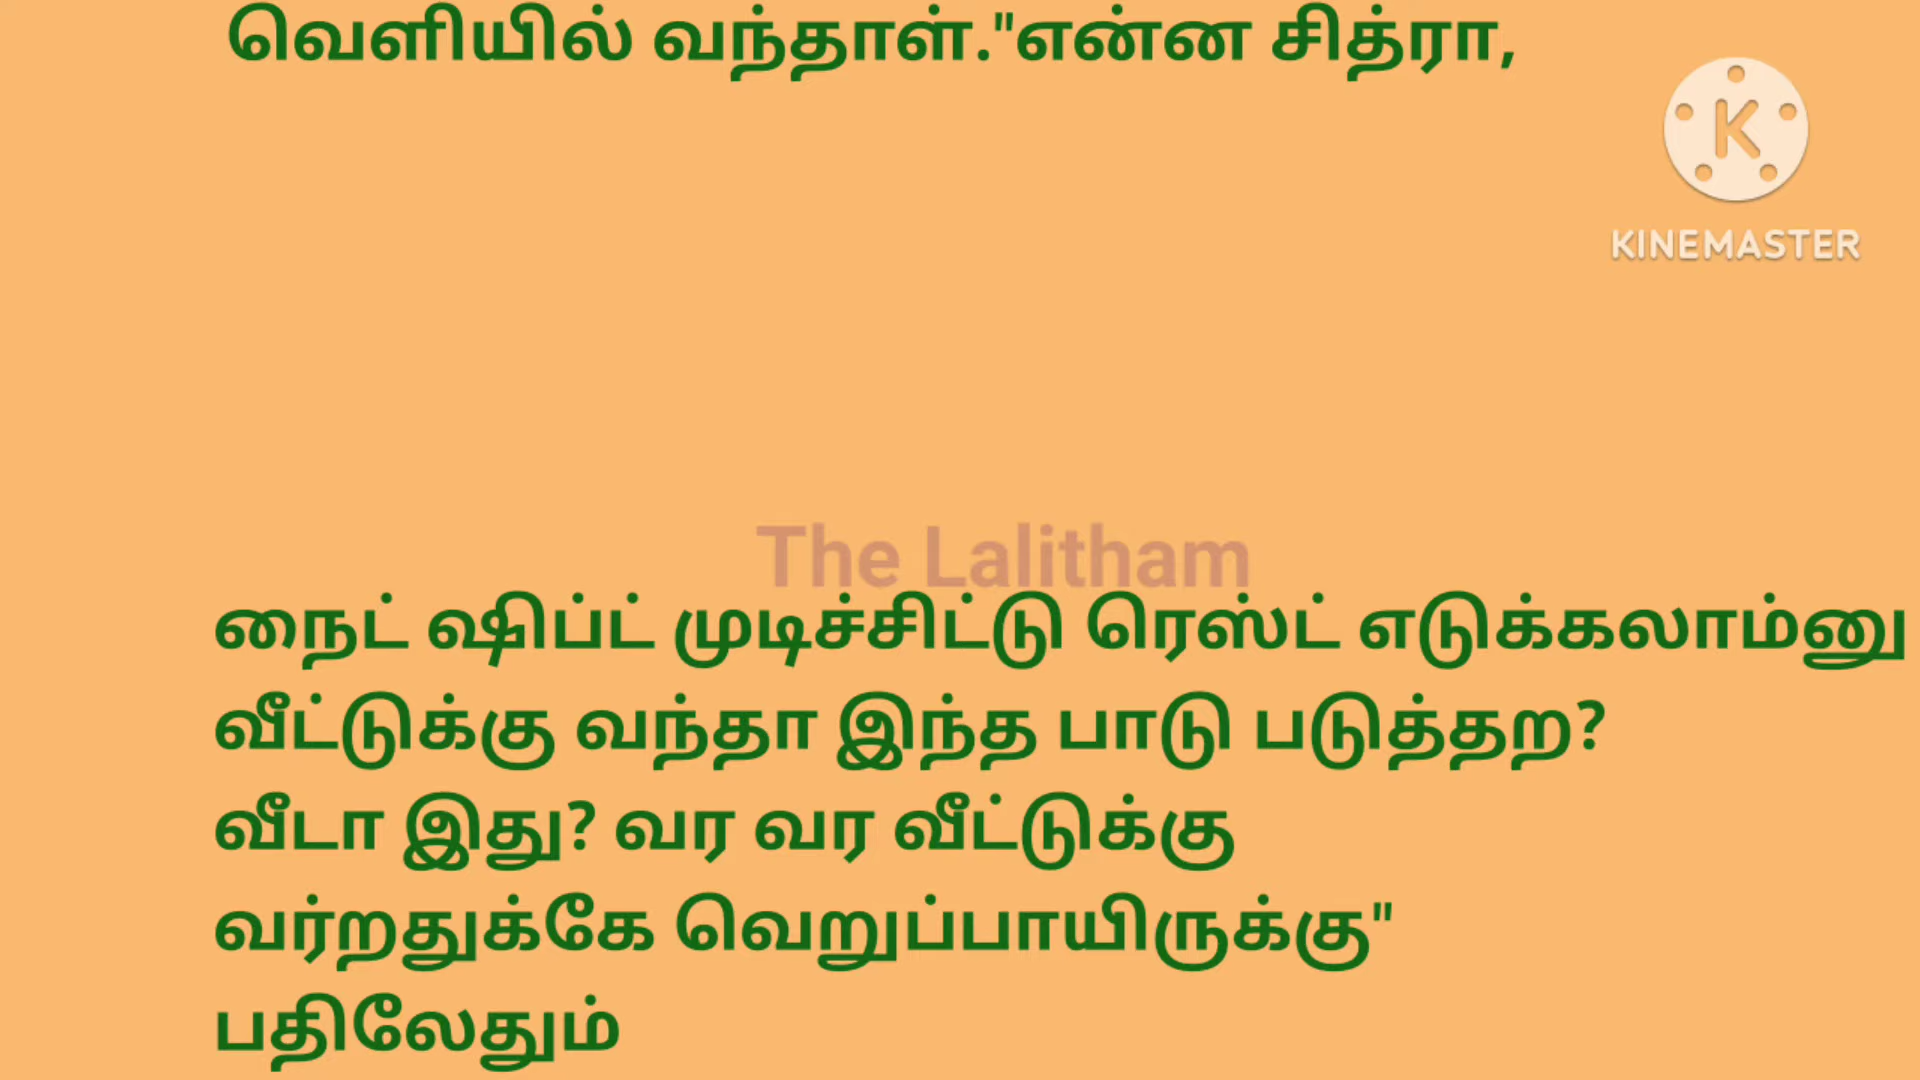 வெளியில் வந்தாள்."என்ன சித்ரா,
K
KINEMASTER
The Lalitham
நைட் ஷிப்ட் முடிச்சிட்டு ரெஸ்ட் எடுக்கலாம்னு
வீட்டுக்கு வந்தா இந்த பாடு படுத்தற?
வீடா இது? வர வர வீட்டுக்கு
வர்றதுக்கே வெறுப்பாயிருக்கு"
பதிலேதும்